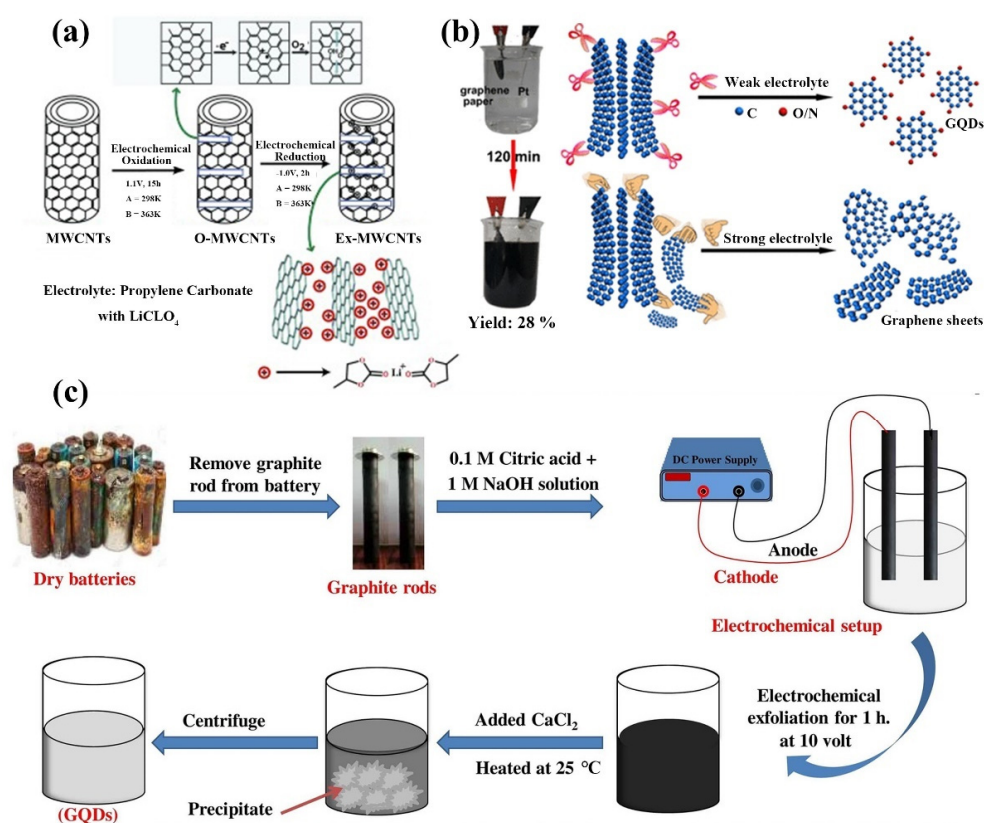 (a)
-e⁻
O₂
Electrochemical
Oxidation
1.1V, 15h
A = 298K
B = 363K
Electrochemical
Reduction
-1.0V, 2h
A – 298K
B = 363K
MWCNTs
O-MWCNTs
Ex-MWCNTs
Electrolyte: Propylene Carbonate
with LiCLO₄
O
O
O
Li⁺
O
O
O
(b)
graphene
paper
Pt
120 min
Yield: 28 %
Weak electrolyte
C
O/N
GQDs
Strong electrolyle
Graphene sheets
(c)
Dry batteries
Remove graphite
rod from battery
Graphite rods
0.1 M Citric acid +
1 M NaOH solution
DC Power Supply
Anode
Cathode
Electrochemical setup
Electrochemical
exfoliation for 1 h.
at 10 volt
Added CaCl₂
Heated at 25 °C
Precipitate
Centrifuge
(GQDs)